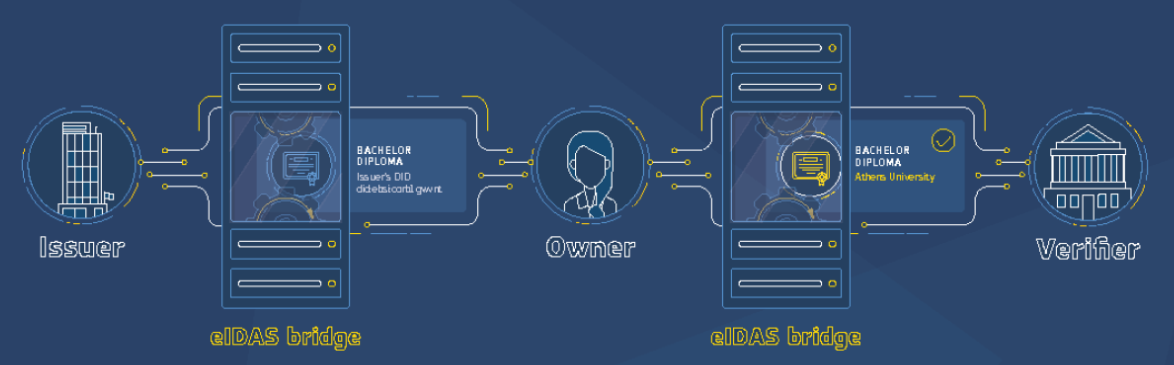 BACHELOR
DIPLOMA
Issuer's DID
BACHELOR
DIPLOMA
Athens University
Issuer
Owner
Verifier
eIDAS bridge
eIDAS bridge